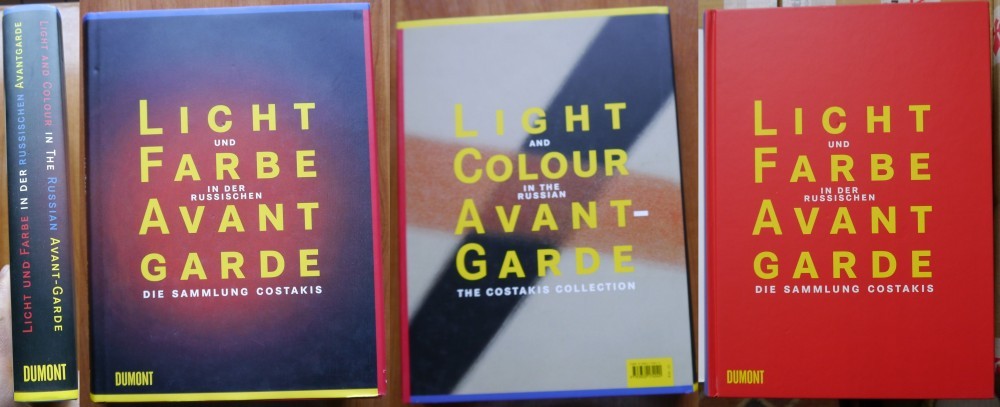 LICHT UND FARBE IN DER RUSSISCHEN AVANTGARDE
LIGHT AND COLOUR IN THE RUSSIAN AVANT-GARDE
DUMONT
LICHT
UND
FARBE
IN DER
RUSSISCHEN
AVANT
GARDE
DIE SAMMLUNG COSTAKIS
DUMONT
LIGHT
AND
COLOUR
IN THE
RUSSIAN
AVANT-
GARDE
THE COSTAKIS COLLECTION
LICHT
UND
FARBE
IN DER
RUSSISCHEN
AVANT
GARDE
DIE SAMMLUNG COSTAKIS
DUMONT